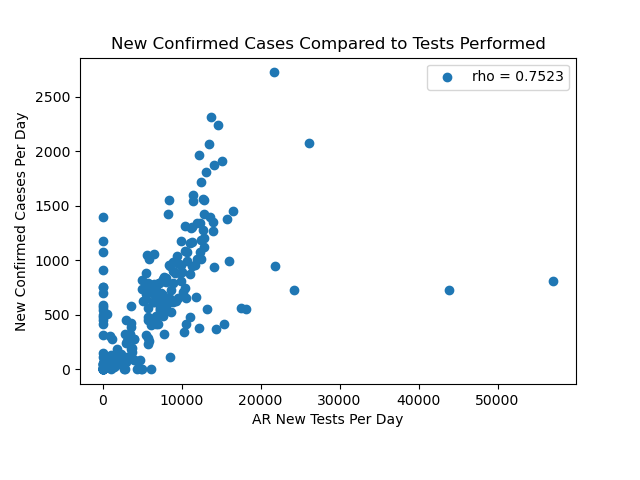 New Confirmed Cases Compared to Tests Performed
rho = 0.7523
New Confirmed Caeses Per Day
2500
2000
1500
1000
500
0
0 10000 20000 30000 40000 50000
AR New Tests Per Day